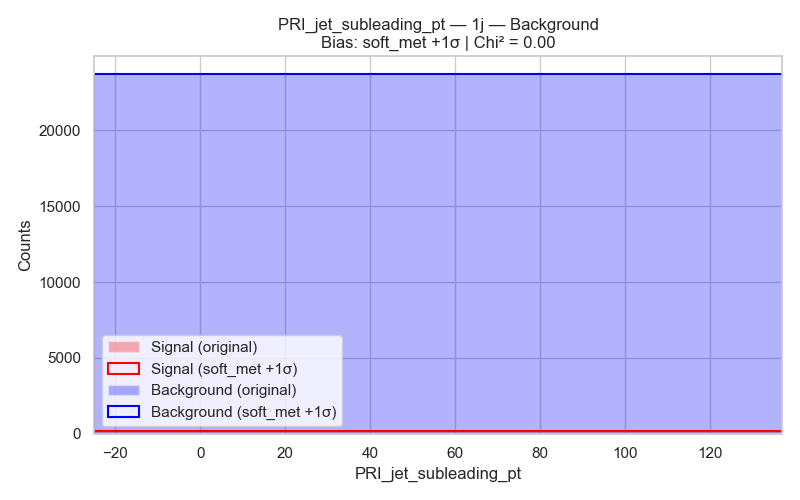 PRI_jet_subleading_pt — 1j — Background
Bias: soft_met +1σ | Chi² = 0.00
Counts
20000
15000
10000
5000
0
Signal (original)
Signal (soft_met +1σ)
Background (original)
Background (soft_met +1σ)
−20 0 20 40 60 80 100 120
PRI_jet_subleading_pt